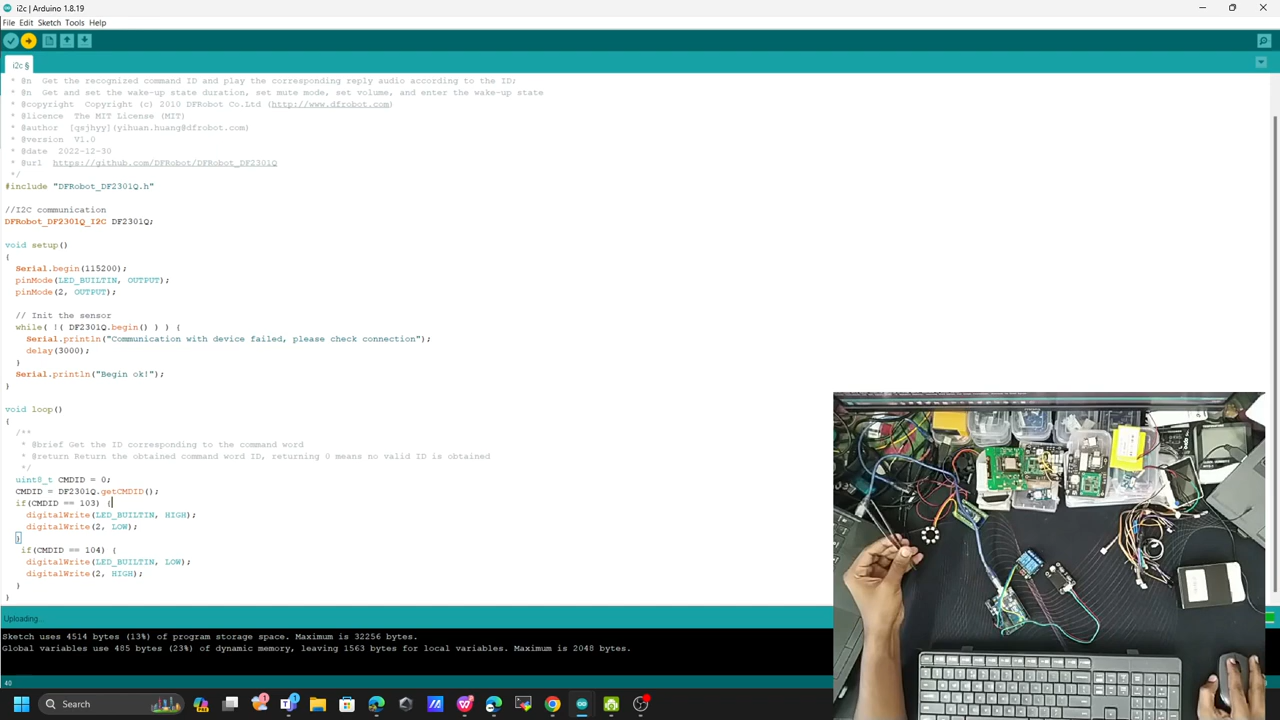 i2c | Arduino 1.8.19
File Edit Sketch Tools Help
i2c §
* @n  Get the recognized command ID and play the corresponding reply audio according to the ID;
* @n  Get and set the wake-up state duration, set mute mode, set volume, and enter the wake-up state
* @copyright  Copyright (c) 2010 DFRobot Co.Ltd (http://www.dfrobot.com)
* @licence  The MIT License (MIT)
* @author  [qsjhyy](yihuan.huang@dfrobot.com)
* @version  V1.0
* @date  2022-12-30
* @url  https://github.com/DFRobot/DFRobot_DF2301Q
*/
#include "DFRobot_DF2301Q.h"
//I2C communication
DFRobot_DF2301Q_I2C DF2301Q;
void setup()
{
Serial.begin(115200);
pinMode(LED_BUILTIN, OUTPUT);
pinMode(2, OUTPUT);
// Init the sensor
while( !( DF2301Q.begin() ) ) {
Serial.println("Communication with device failed, please check connection");
delay(3000);
}
Serial.println("Begin ok!");
}
void loop()
{
/**
* @brief Get the ID corresponding to the command word
* @return Return the obtained command word ID, returning 0 means no valid ID is obtained
*/
uint8_t CMDID = 0;
CMDID = DF2301Q.getCMDID();
if(CMDID == 103) {
digitalWrite(LED_BUILTIN, HIGH);
digitalWrite(2, LOW);
}
if(CMDID == 104) {
digitalWrite(LED_BUILTIN, LOW);
digitalWrite(2, HIGH);
}
}
Uploading...
Sketch uses 4514 bytes (13%) of program storage space. Maximum is 32256 bytes.
Global variables use 485 bytes (23%) of dynamic memory, leaving 1563 bytes for local variables. Maximum is 2048 bytes.
40
Search